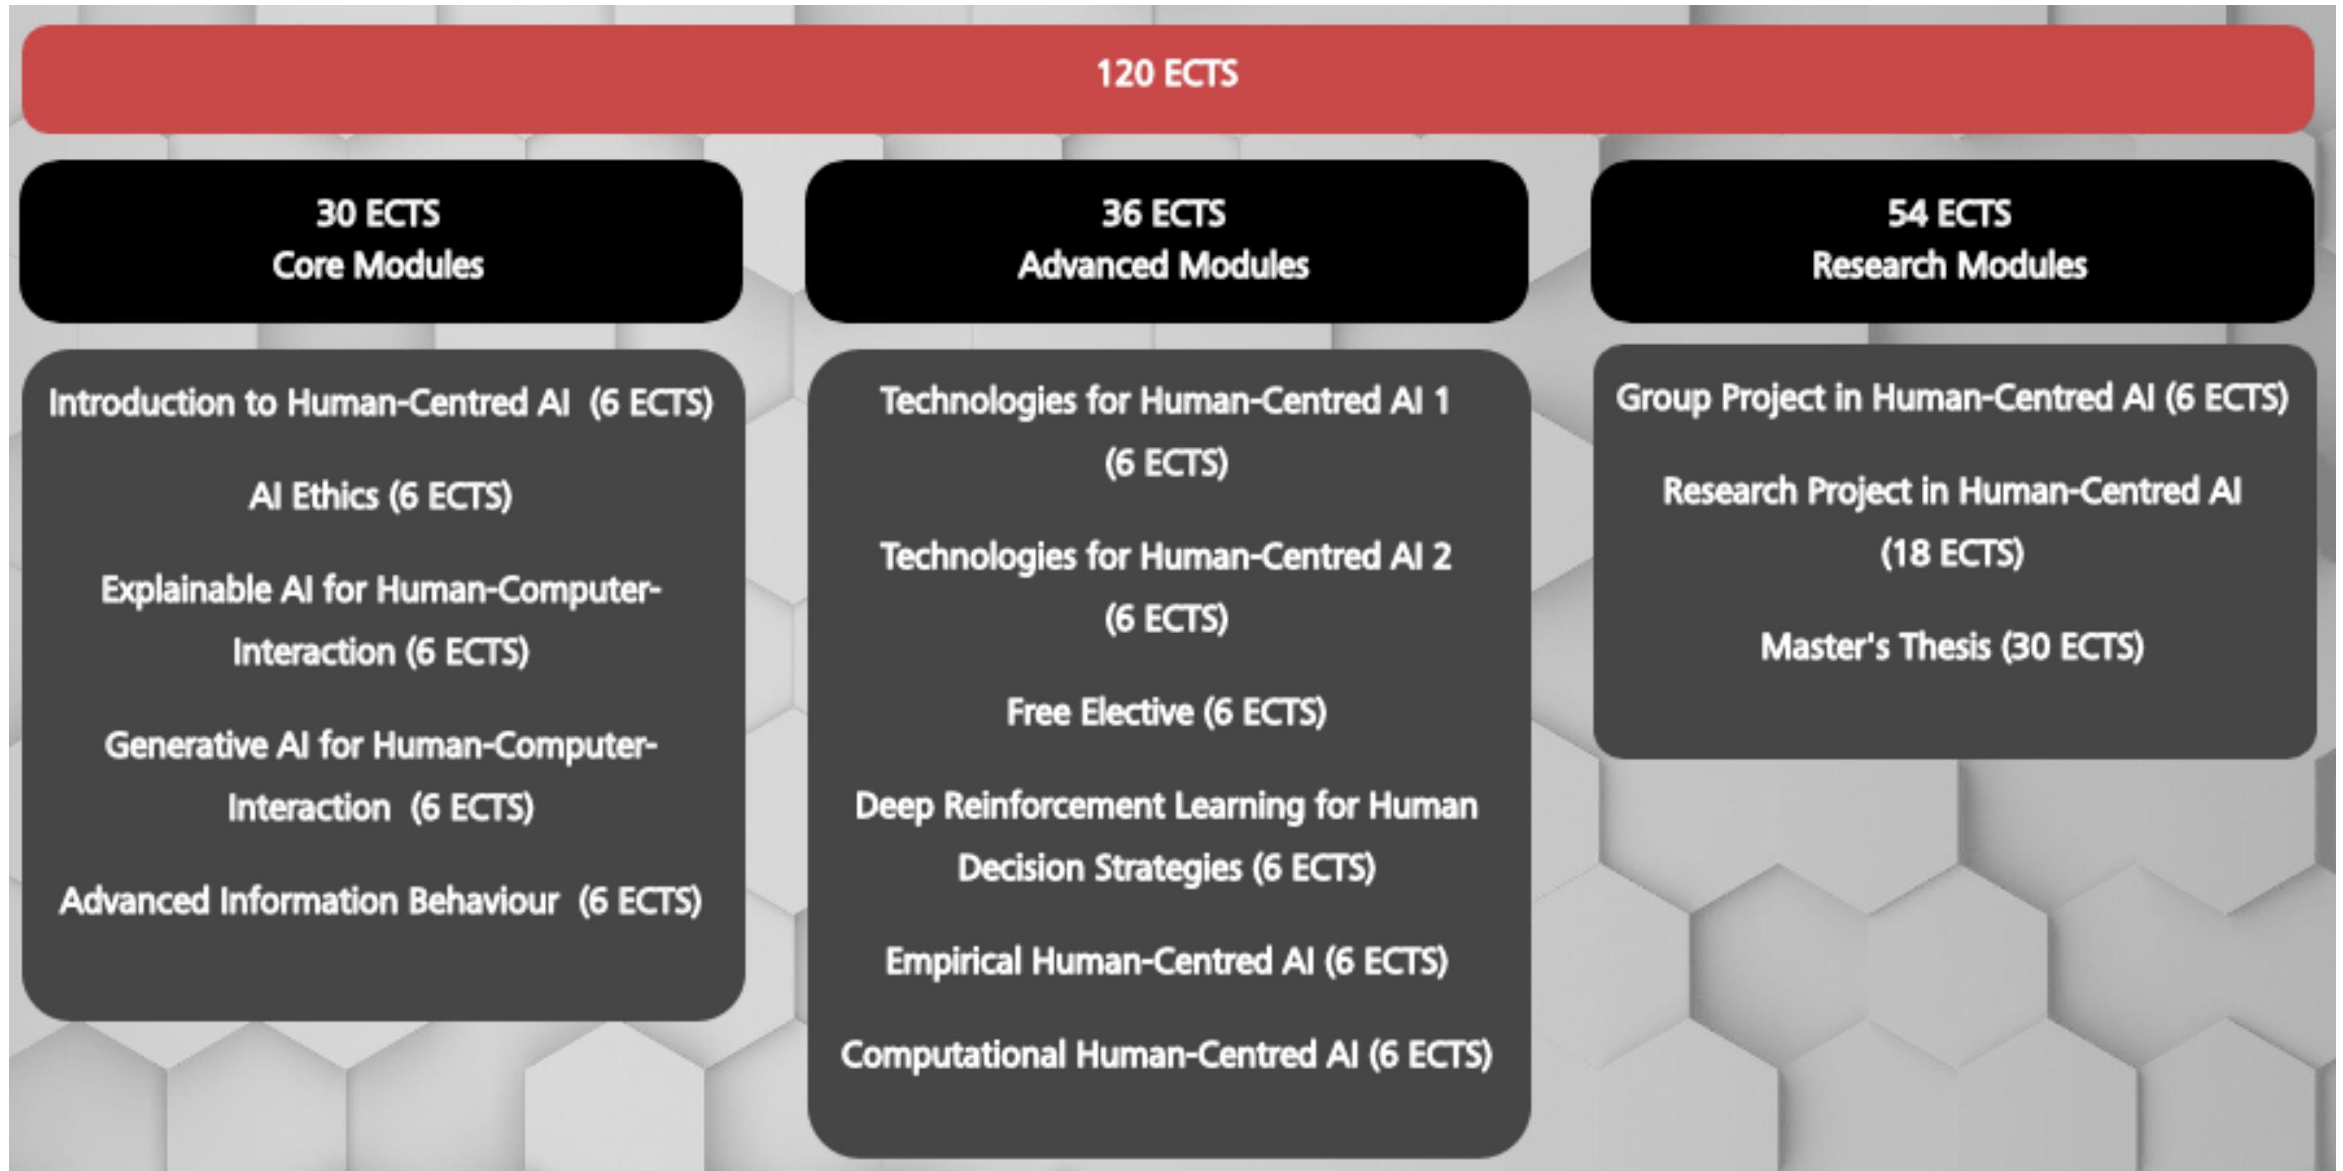 120 ECTS
30 ECTS
Core Modules
36 ECTS
Advanced Modules
54 ECTS
Research Modules
Introduction to Human-Centred AI  (6 ECTS)
AI Ethics (6 ECTS)
Explainable AI for Human-Computer-
Interaction (6 ECTS)
Generative AI for Human-Computer-
Interaction  (6 ECTS)
Advanced Information Behaviour  (6 ECTS)
Technologies for Human-Centred AI 1
(6 ECTS)
Technologies for Human-Centred AI 2
(6 ECTS)
Free Elective (6 ECTS)
Deep Reinforcement Learning for Human
Decision Strategies (6 ECTS)
Empirical Human-Centred AI (6 ECTS)
Computational Human-Centred AI (6 ECTS)
Group Project in Human-Centred AI (6 ECTS)
Research Project in Human-Centred AI
(18 ECTS)
Master's Thesis (30 ECTS)